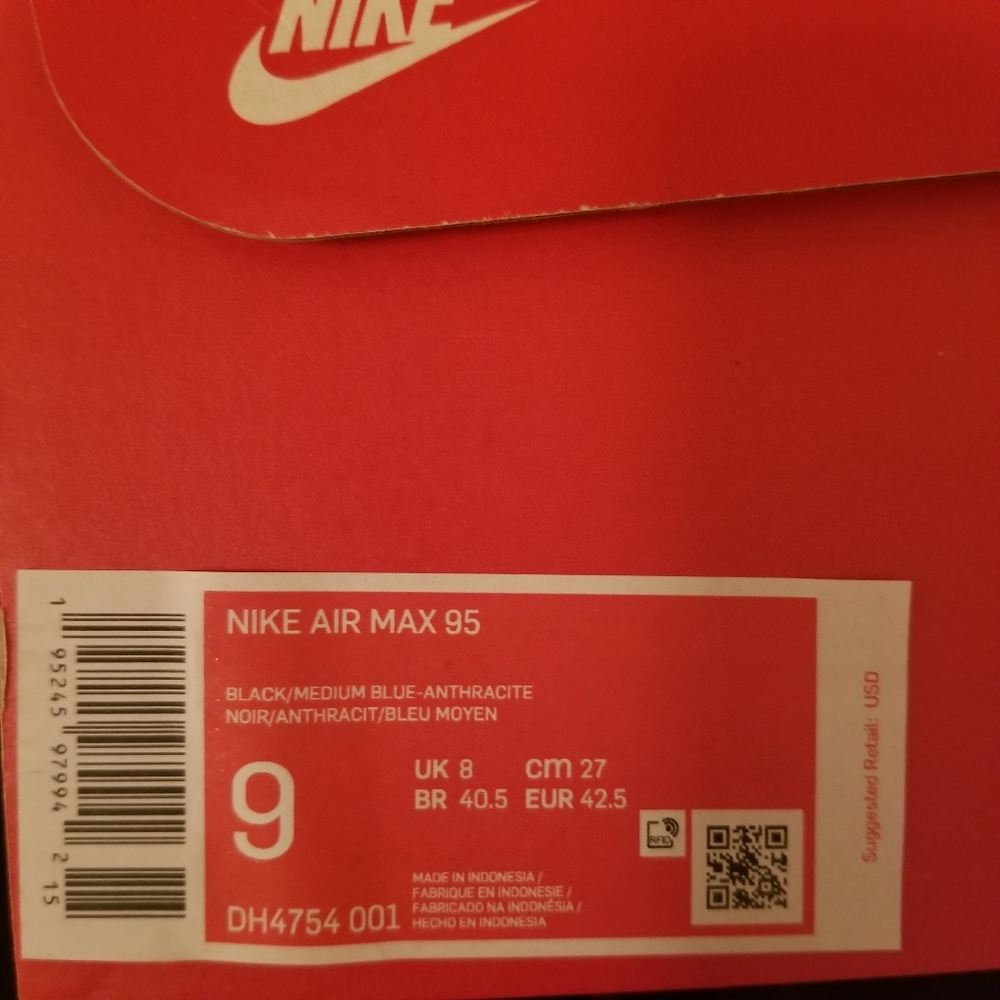 NIKE
NIKE AIR MAX 95
BLACK/MEDIUM BLUE-ANTHRACITE
NOIR/ANTHRACIT/BLEU MOYEN
9
UK 8 cm 27
BR 40.5 EUR 42.5
RFID
MADE IN INDONESIA /
FABRIQUE EN INDONESIE /
FABRICADO NA INDONÉSIA /
HECHO EN INDONESIA
DH4754 001
1 95245 97994 2 15
Suggested Retail: USD